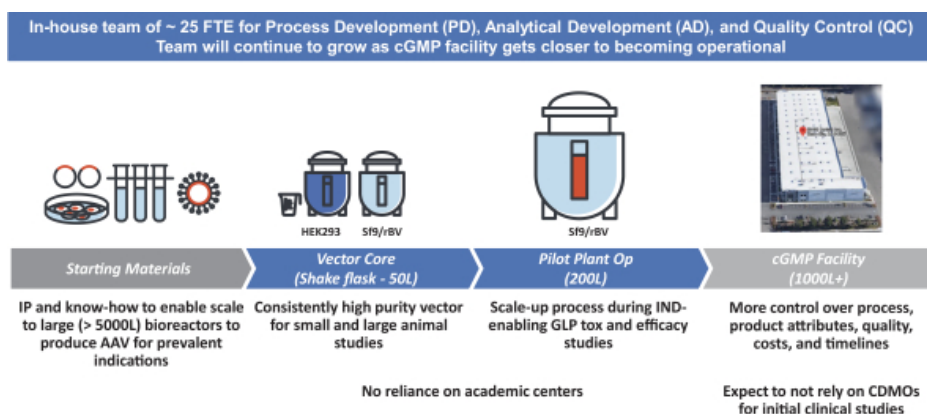 In-house team of ~ 25 FTE for Process Development (PD), Analytical Development (AD), and Quality Control (QC)
Team will continue to grow as cGMP facility gets closer to becoming operational
HEK293
Sf9/rBV
Sf9/rBV
Starting Materials
Vector Core
(Shake flask - 50L)
Pilot Plant Op
(200L)
cGMP Facility
(1000L+)
IP and know-how to enable scale
to large (> 5000L) bioreactors to
produce AAV for prevalent
indications
Consistently high purity vector
for small and large animal
studies
Scale-up process during IND-
enabling GLP tox and efficacy
studies
More control over process,
product attributes, quality,
costs, and timelines
No reliance on academic centers
Expect to not rely on CDMOs
for initial clinical studies